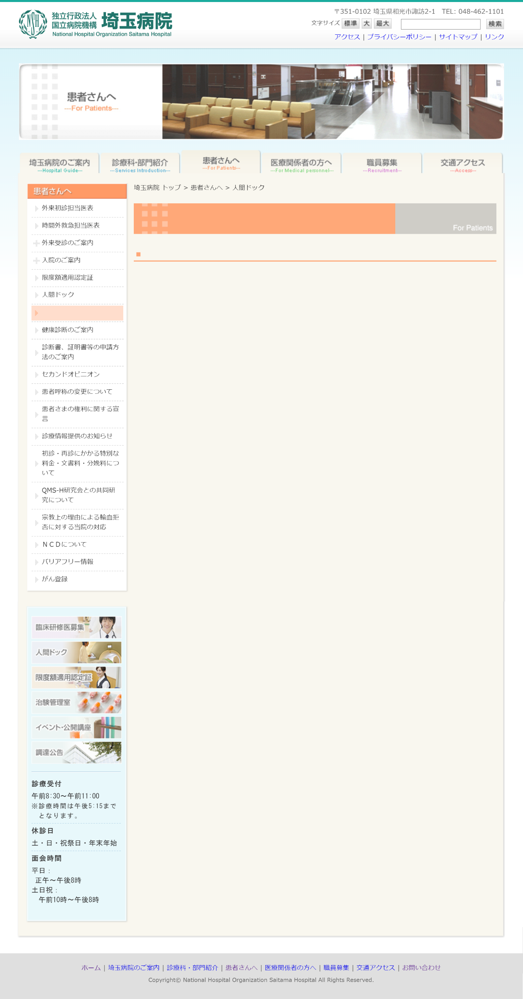 独立行政法人
国立病院機構
埼玉病院
National Hospital Organization Saitama Hospital
〒351-0102 埼玉県和光市諏訪2-1　TEL: 048-462-1101
文字サイズ 標準 大 最大 検索
アクセス | プライバシーポリシー | サイトマップ | リンク
患者さんへ
---For Patients---
埼玉病院のご案内
---Hospital Guide---
診療科・部門紹介
---Services Introduction---
患者さんへ
---For Patients---
医療関係者の方へ
---For Medical personnel---
職員募集
---Recruitment---
交通アクセス
---Access---
患者さんへ
外来初診担当医表
時間外救急担当医表
外来受診のご案内
入院のご案内
限度額適用認定証
人間ドック
健康診断のご案内
診断書、証明書等の申請方
法のご案内
セカンドオピニオン
患者呼称の変更について
患者さまの権利に関する宣
言
診療情報提供のお知らせ
初診・再診にかかる特別な
料金・文書料・分娩料につ
いて
QMS-H研究会との共同研
究について
宗教上の理由による輸血拒
否に対する当院の対応
ＮＣＤについて
バリアフリー情報
がん登録
埼玉病院 トップ > 患者さんへ > 人間ドック
For Patients
■
臨床研修医募集
人間ドック
限度額適用認定証
治験管理室
イベント・公開講座
調達公告
診療受付
午前8:30～午前11:00
※診療時間は午後5:15まで
となります。
休診日
土・日・祝祭日・年末年始
面会時間
平日：
正午～午後8時
土日祝：
午前10時～午後8時
ホーム | 埼玉病院のご案内 | 診療科・部門紹介 | 患者さんへ | 医療関係者の方へ | 職員募集 | 交通アクセス | お問い合わせ
Copyright© National Hospital Organization Saitama Hospital All Rights Reserved.